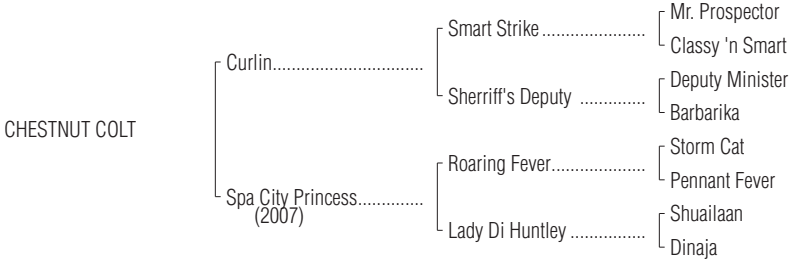 Mr. Prospector
Smart Strike......................
Classy 'n Smart
Curlin................................
Deputy Minister
Sherriff's Deputy ..............
Barbarika
CHESTNUT COLT
Storm Cat
Roaring Fever....................
Pennant Fever
Spa City Princess..............
(2007)
Shuailaan
Lady Di Huntley ................
Dinaja